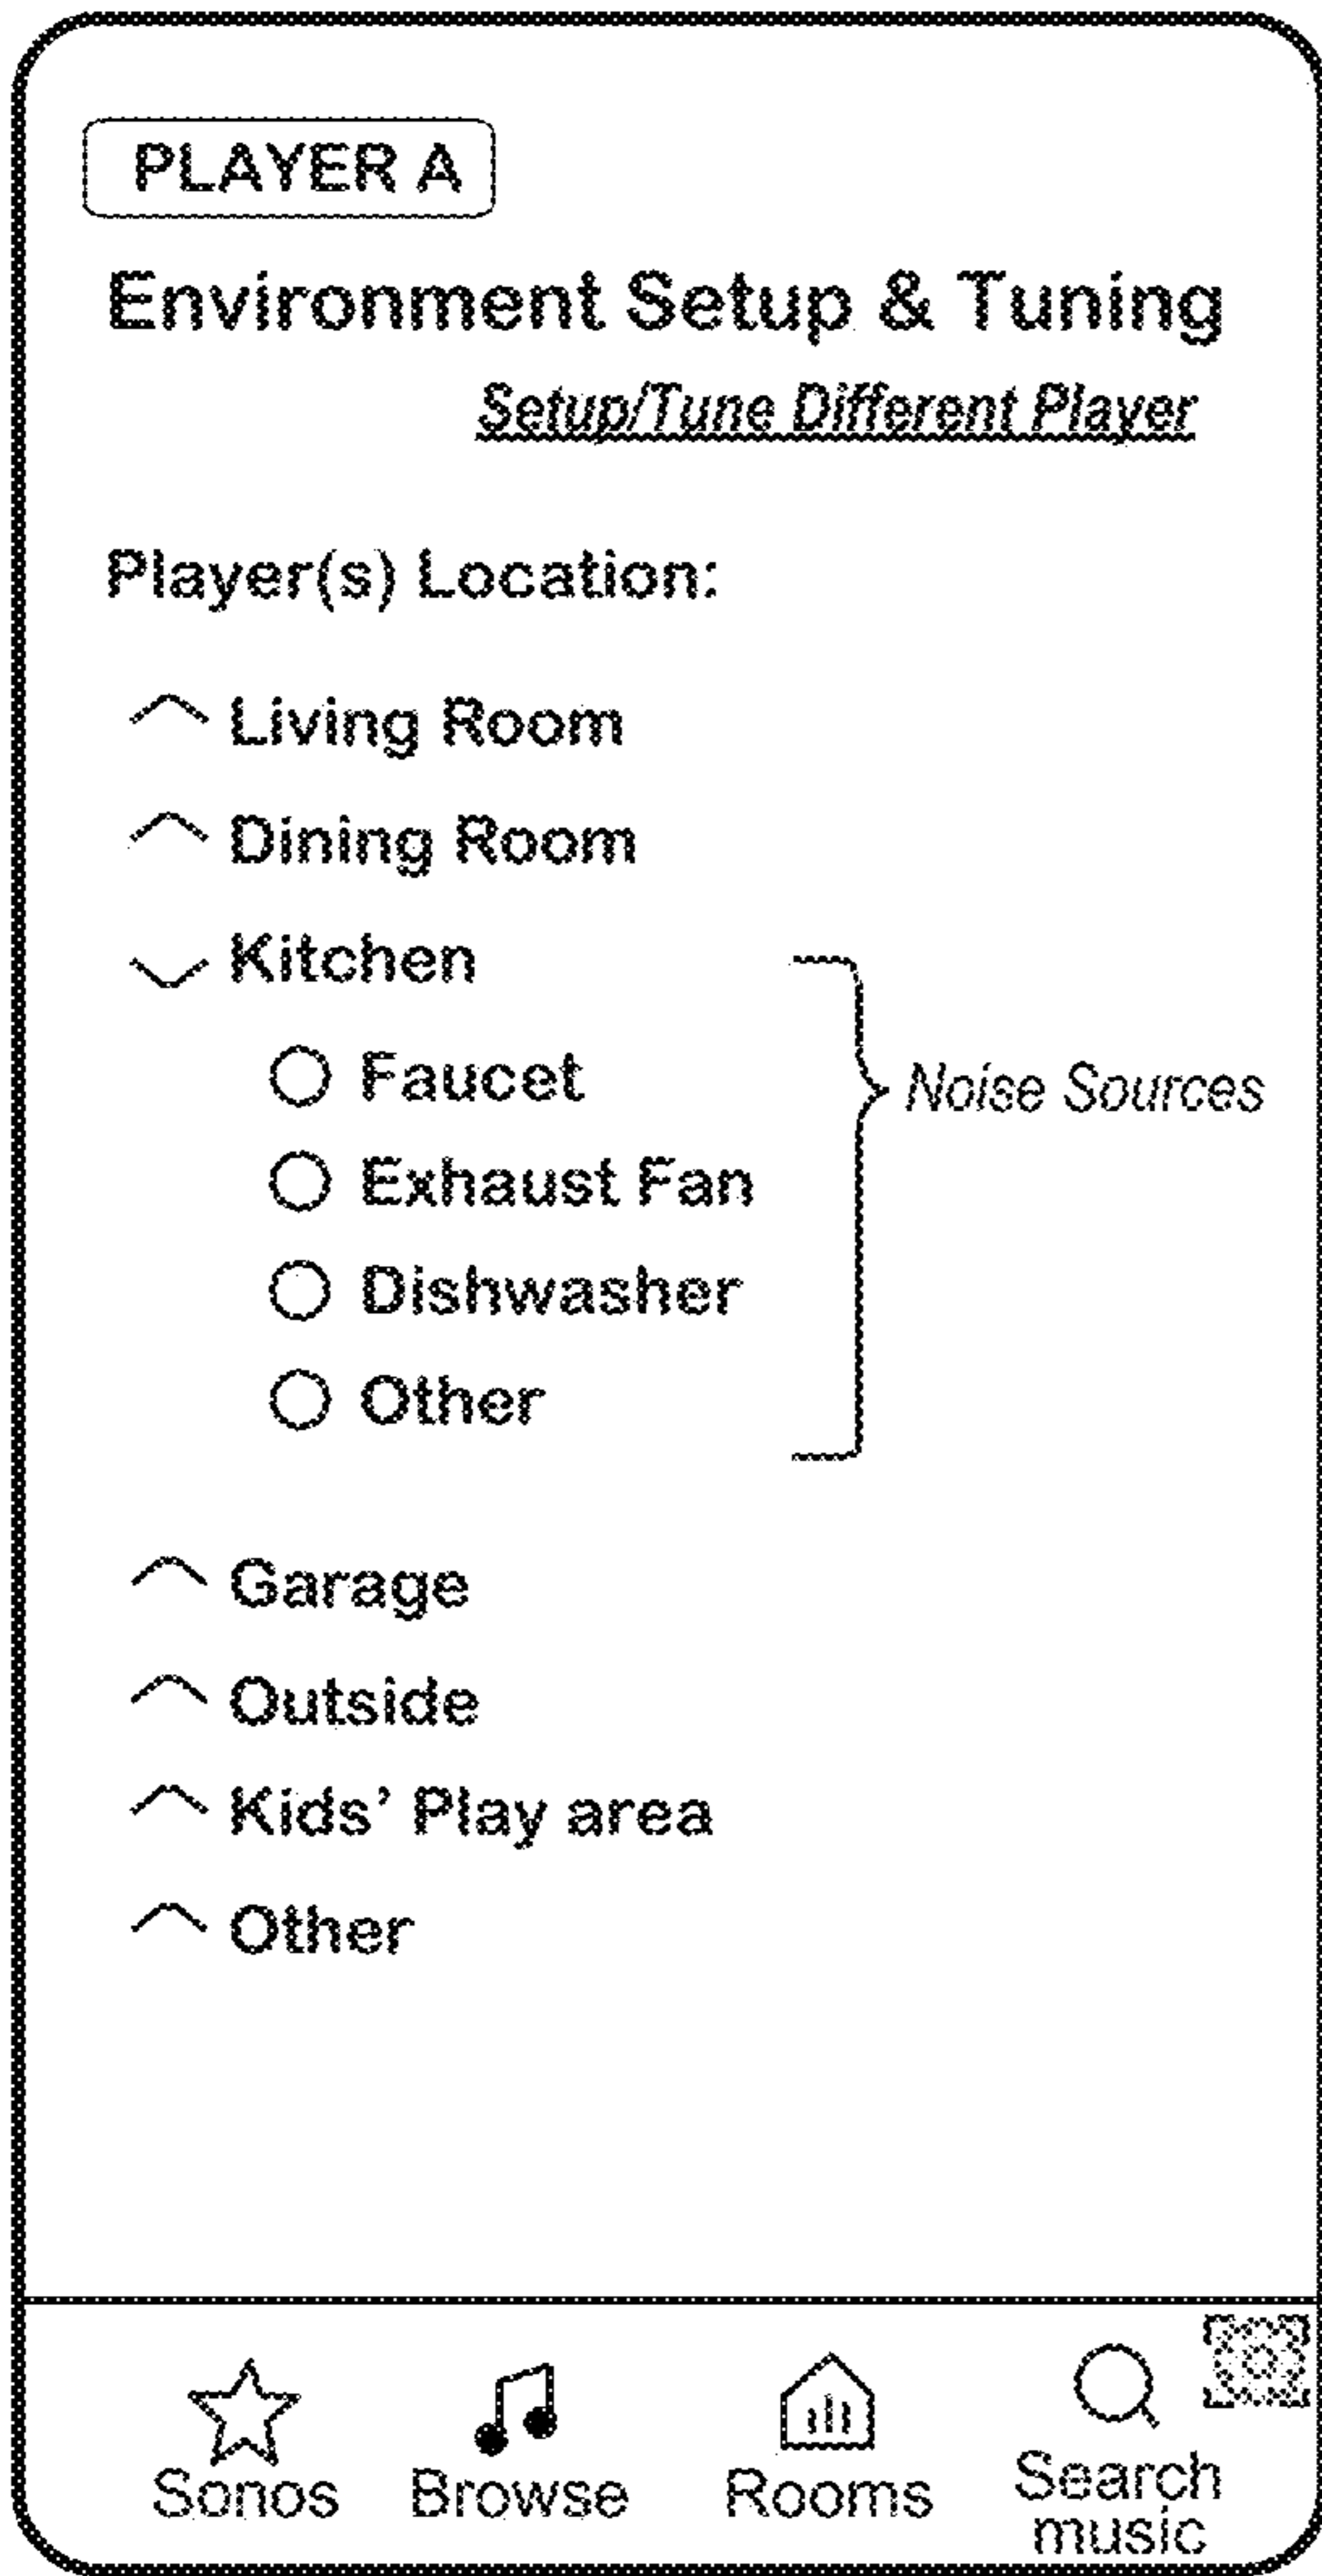 PLAYER A
Environment Setup & Tuning
Setup/Tune Different Player
Player(s) Location:
Living Room
Dining Room
Kitchen
Faucet
Noise Sources
Exhaust Fan
Dishwasher
Other
Garage
Outside
Kids’ Play area
Other
Sonos
Browse
Rooms
Search
music